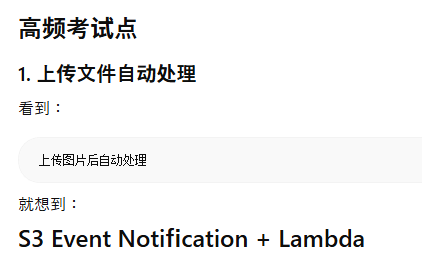 高频考试点
1. 上传文件自动处理
看到：
上传图片后自动处理
就想到：
S3 Event Notification + Lambda